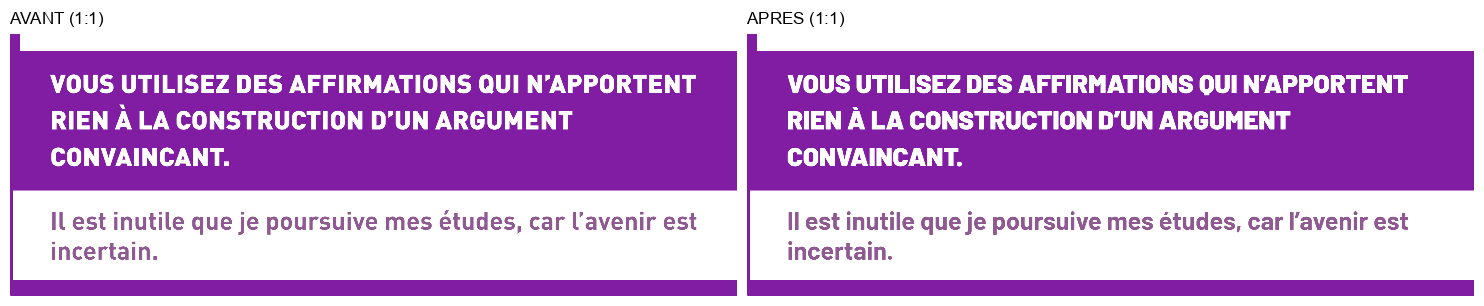 AVANT (1:1)
VOUS UTILISEZ DES AFFIRMATIONS QUI N’APPORTENT
RIEN À LA CONSTRUCTION D’UN ARGUMENT
CONVAINCANT.
Il est inutile que je poursuive mes études, car l’avenir est
incertain.
APRES (1:1)
VOUS UTILISEZ DES AFFIRMATIONS QUI N’APPORTENT
RIEN À LA CONSTRUCTION D’UN ARGUMENT
CONVAINCANT.
Il est inutile que je poursuive mes études, car l’avenir est
incertain.